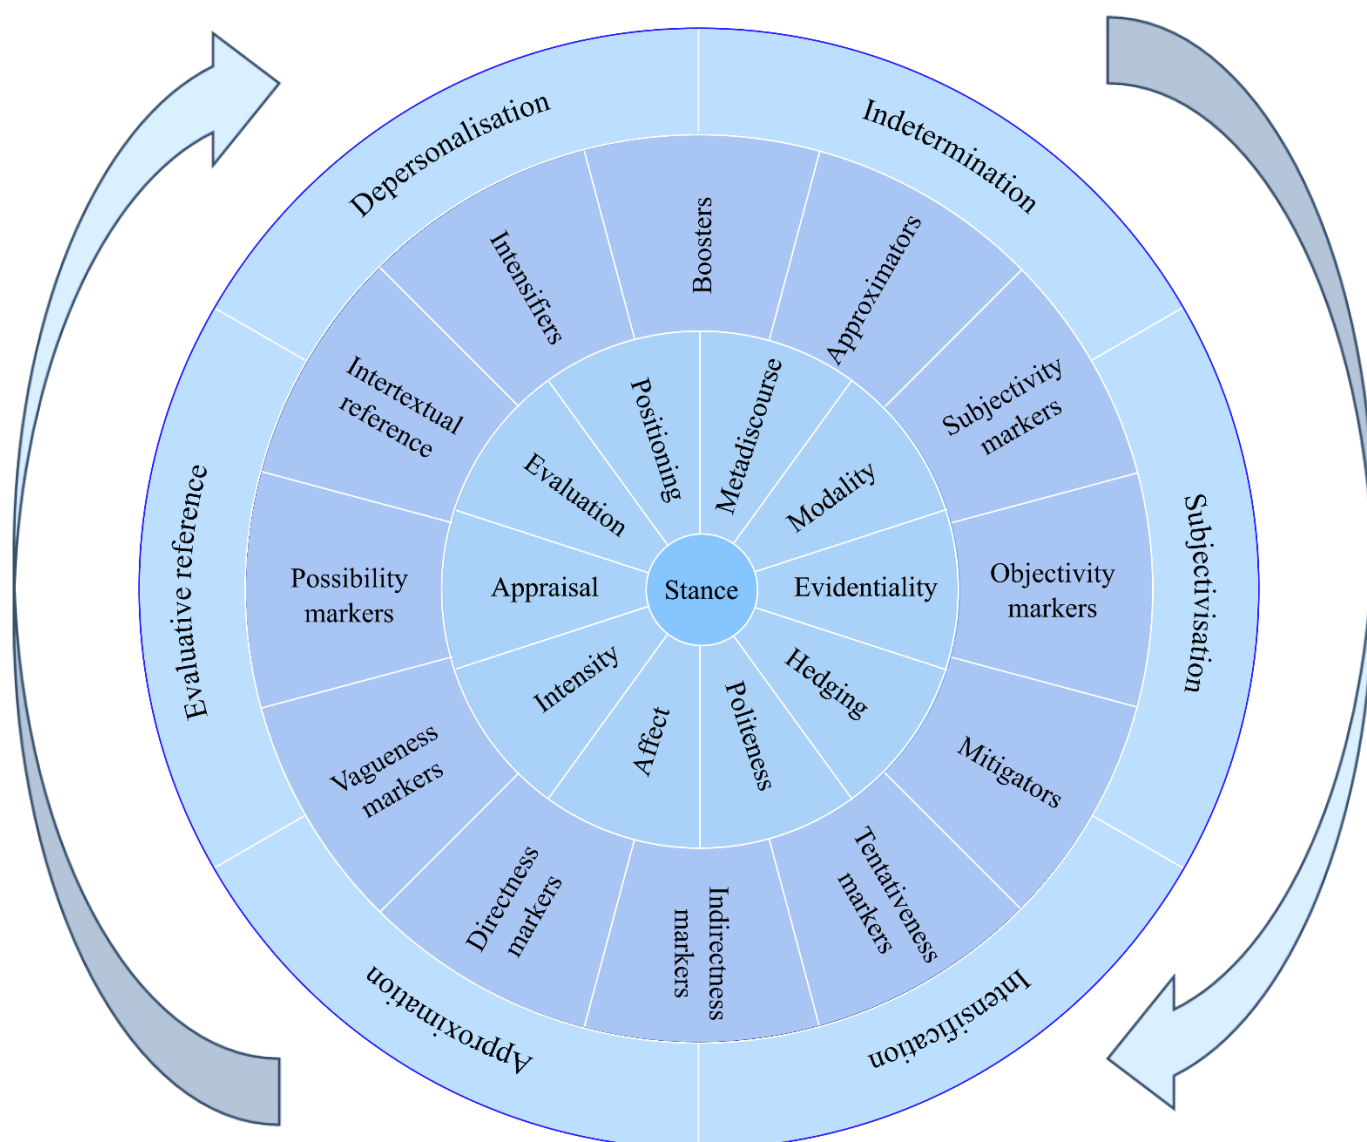 Depersonalisation
Indetermination
Subjectivisation
Intensification
Approximation
Evaluative reference
Boosters
Approximators
Subjectivity
markers
Objectivity
markers
Mitigators
Tentativeness
markers
Indirectness
markers
Directness
markers
Vagueness
markers
Possibility
markers
Intertextual
reference
Intensifiers
Positioning
Metadiscourse
Modality
Evidentiality
Hedging
Politeness
Affect
Intensity
Appraisal
Evaluation
Stance